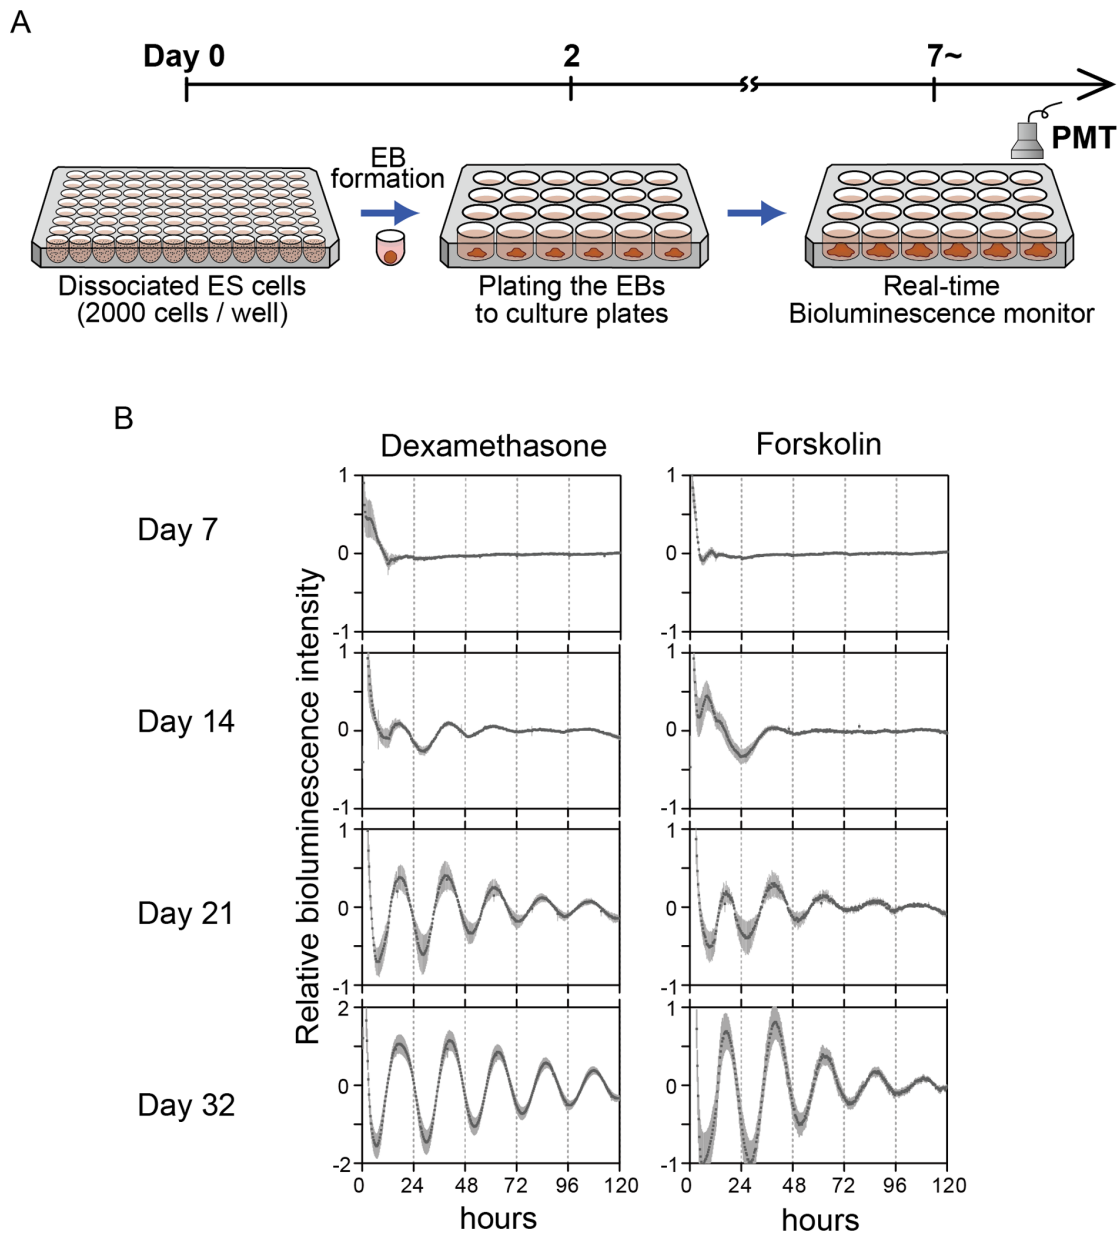 A
Day 0
2
7~
PMT
EB
formation
Dissociated ES cells
(2000 cells / well)
Plating the EBs
to culture plates
Real-time
Bioluminescence monitor
B
Dexamethasone
Forskolin
Relative bioluminescence intensity
Day 7
1
0
-1
1
0
-1
Day 14
1
0
-1
1
0
-1
Day 21
1
0
-1
1
0
-1
Day 32
2
0
-2
1
0
-1
0 24 48 72 96 120
0 24 48 72 96 120
hours
hours